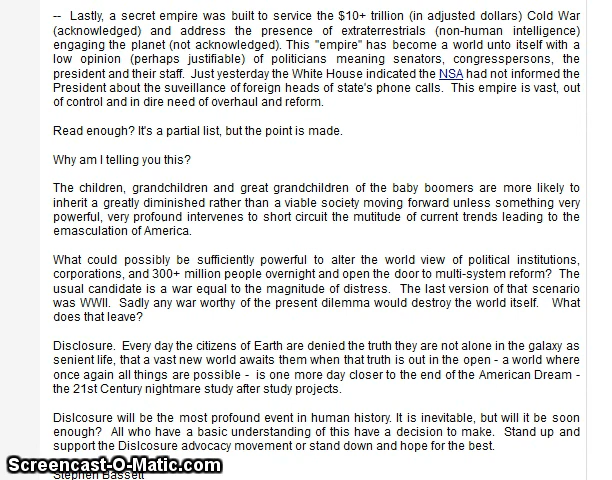 -- Lastly, a secret empire was built to service the $10+ trillion (in adjusted dollars) Cold War
(acknowledged) and address the presence of extraterrestrials (non-human intelligence)
engaging the planet (not acknowledged). This "empire" has become a world unto itself with a
low opinion (perhaps justifiable) of politicians meaning senators, congresspersons, the
president and their staff. Just yesterday the White House indicated the NSA had not informed the
President about the suveillance of foreign heads of state's phone calls. This empire is vast, out
of control and in dire need of overhaul and reform.
Read enough? It's a partial list, but the point is made.
Why am I telling you this?
The children, grandchildren and great grandchildren of the baby boomers are more likely to
inherit a greatly diminished rather than a viable society moving forward unless something very
powerful, very profound intervenes to short circuit the mutitude of current trends leading to the
emasculation of America.
What could possibly be sufficiently powerful to alter the world view of political institutions,
corporations, and 300+ million people overnight and open the door to multi-system reform? The
usual candidate is a war equal to the magnitude of distress. The last version of that scenario
was WWII. Sadly any war worthy of the present dilemma would destroy the world itself. What
does that leave?
Disclosure. Every day the citizens of Earth are denied the truth they are not alone in the galaxy as
senient life, that a vast new world awaits them when that truth is out in the open - a world where
once again all things are possible - is one more day closer to the end of the American Dream -
the 21st Century nightmare study after study projects.
Dislcosure will be the most profound event in human history. It is inevitable, but will it be soon
enough? All who have a basic understanding of this have a decision to make. Stand up and
support the Dislcosure advocacy movement or stand down and hope for the best.
Screencast-O-Matic.com
Stephen Bassett